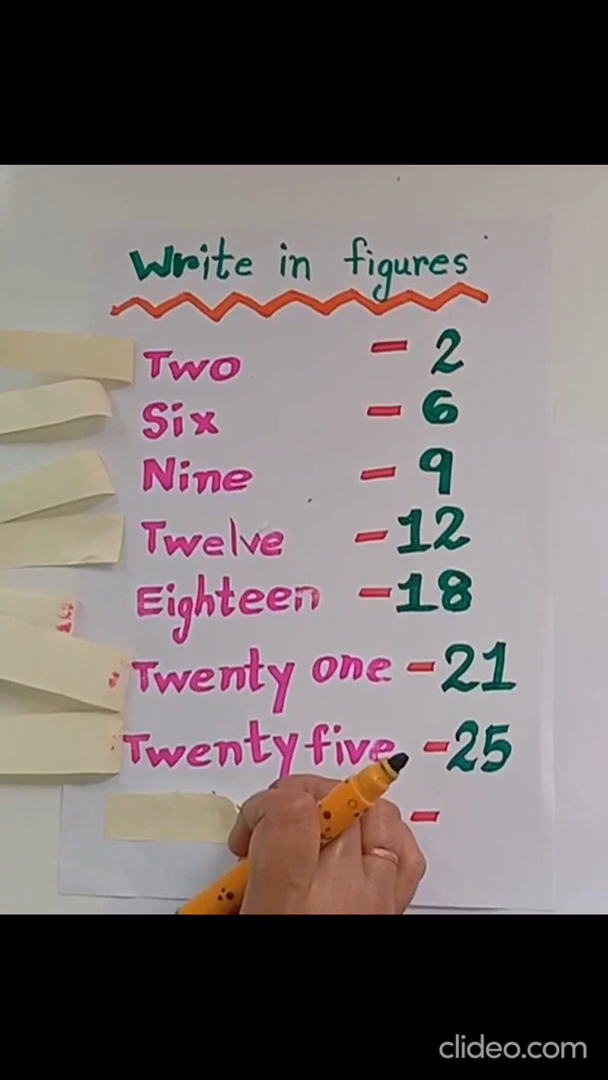 Write in figures
Two - 2
Six - 6
Nine - 9
Twelve - 12
Eighteen - 18
Twenty one - 21
Twenty five - 25
-
clideo.com